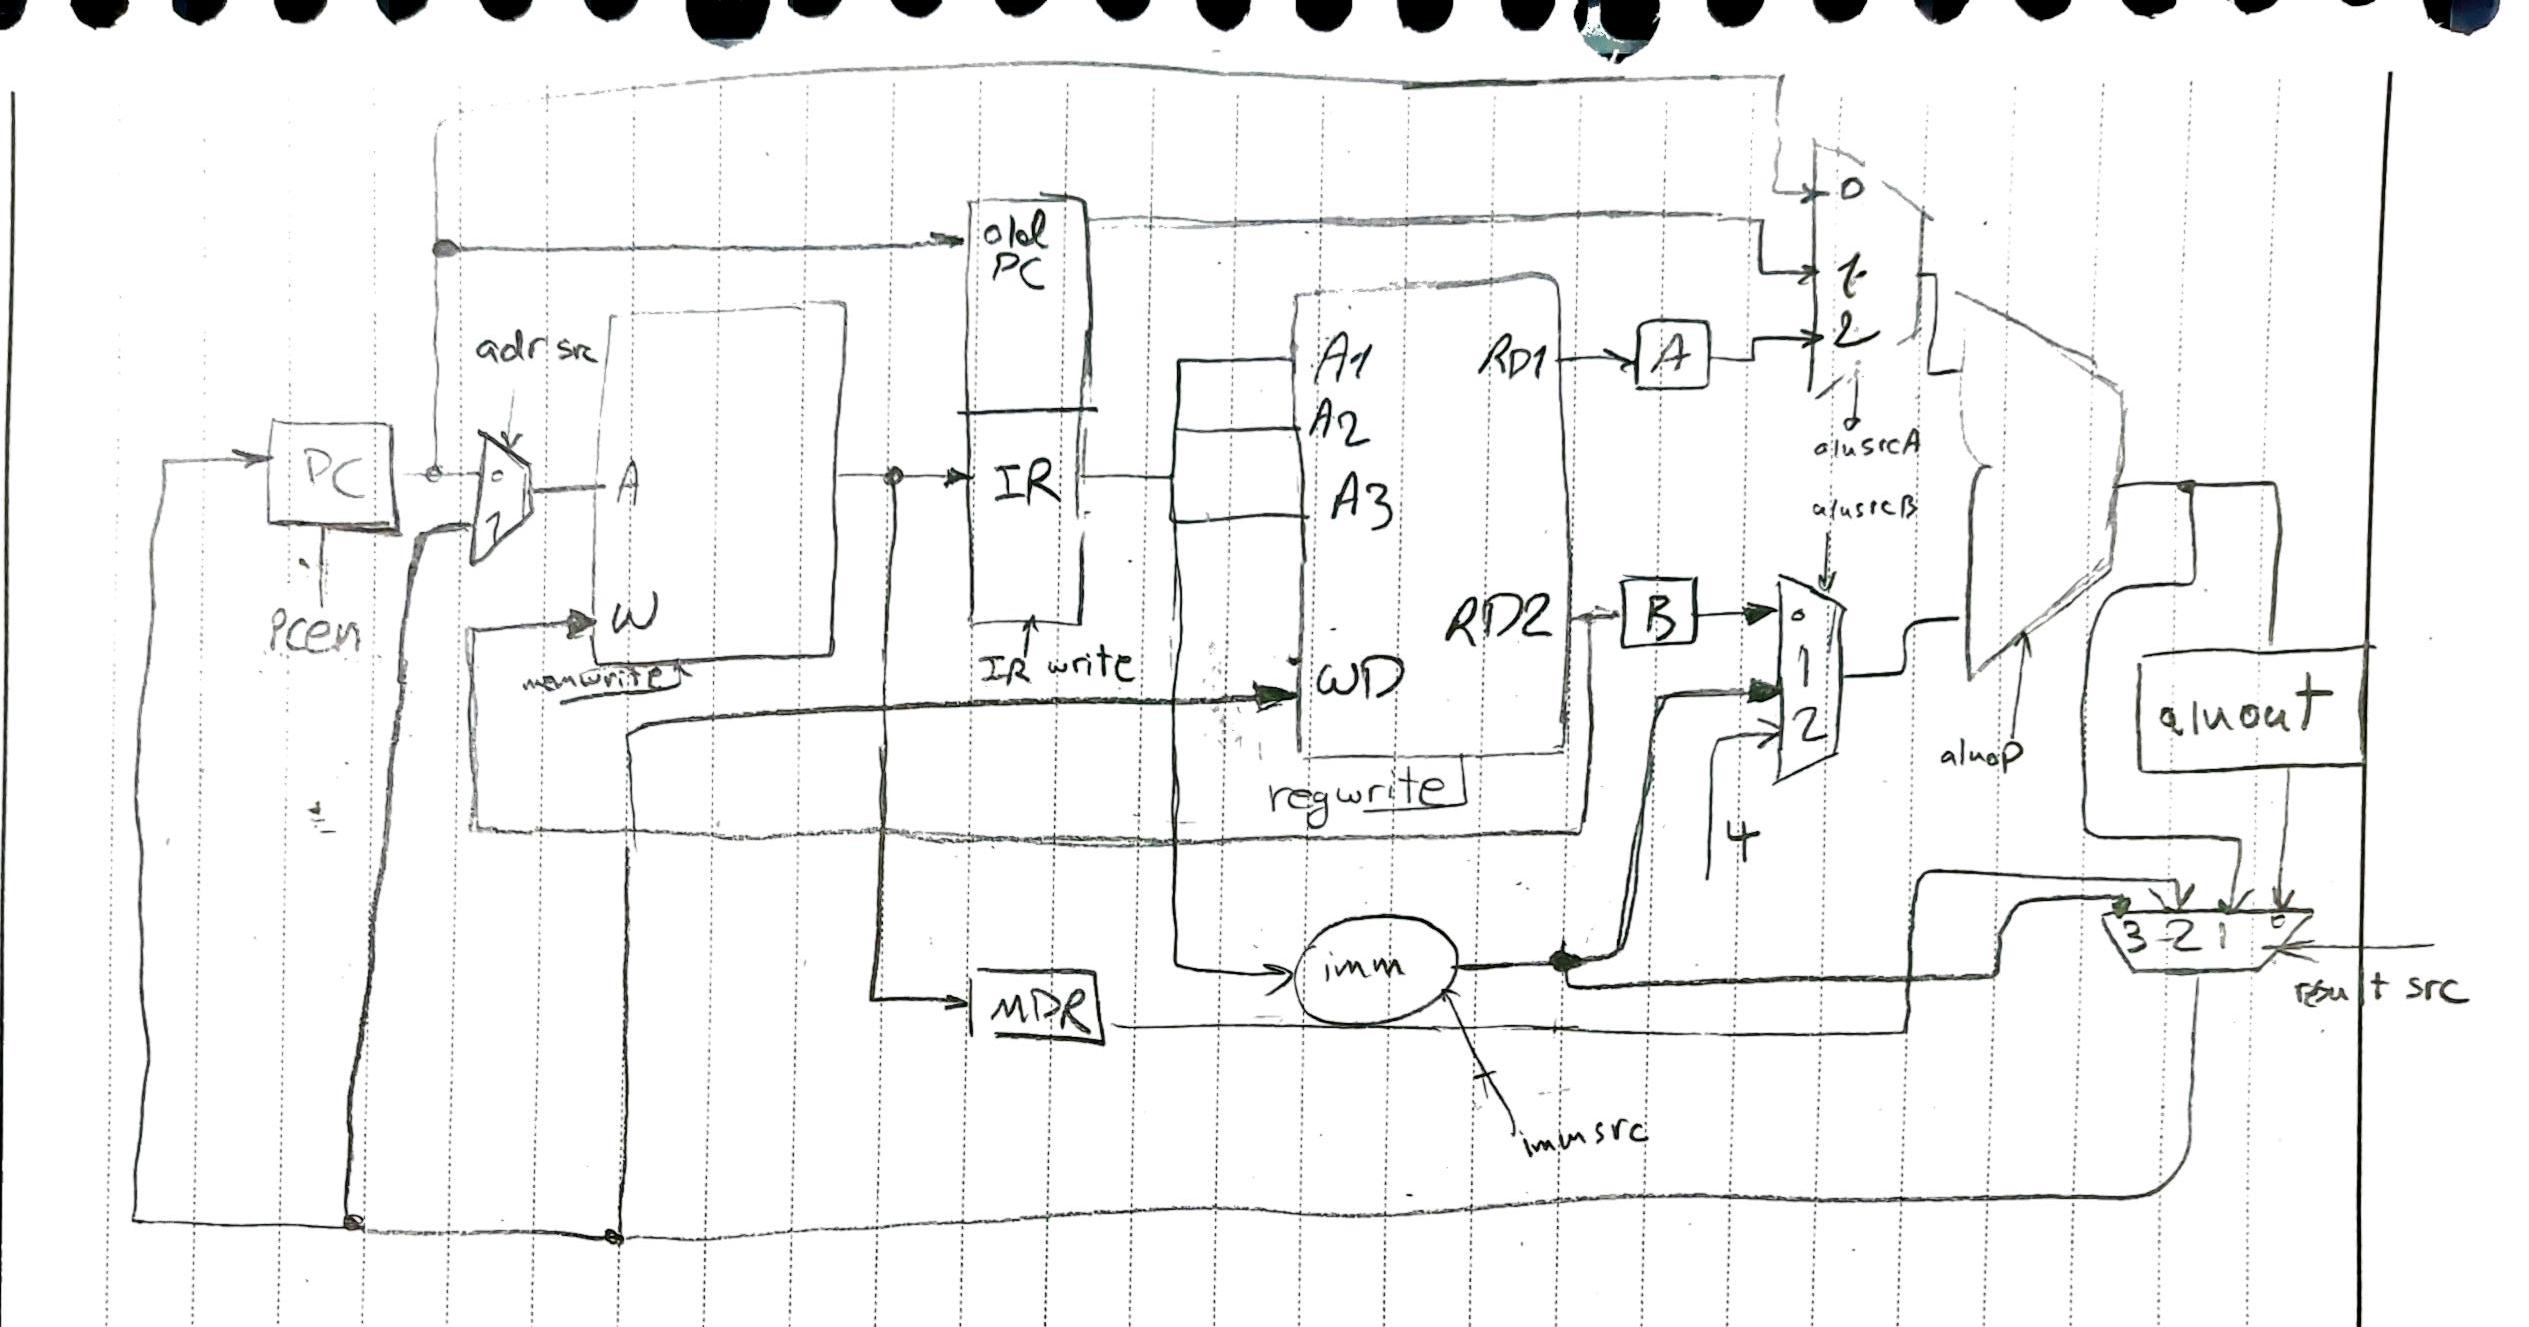 old
PC
adr src
0
1
2
A1
RD1
A
A2
alusrcA
PC
0
1
A
IR
A3
alusrcB
Pcen
W
RD2
B
0
1
2
IR write
memwrite
WD
aluout
aluop
regwrite
4
3 2 1 0
imm
MDR
result src
immsrc